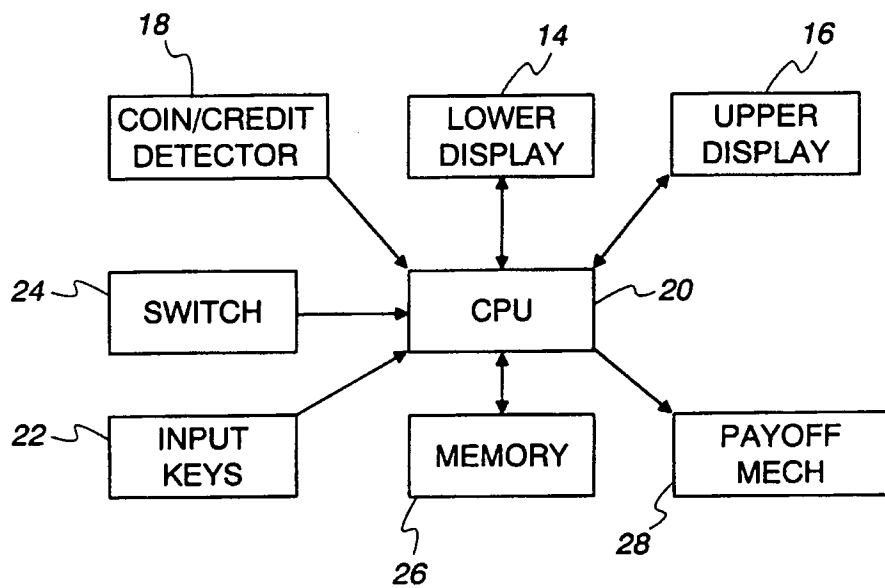 18
14
16
COIN/CREDIT
DETECTOR
LOWER
DISPLAY
UPPER
DISPLAY
24
SWITCH
CPU
20
22
INPUT
KEYS
MEMORY
PAYOFF
MECH
26
28